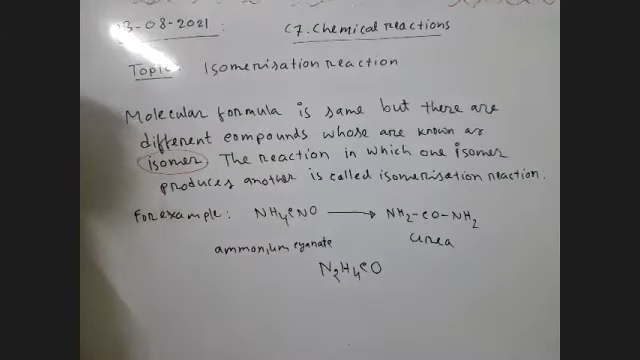 13-08-2021 : C7. Chemical Reactions
Topic: Isomerisation reaction
Molecular formula is same but there are
different compounds whose are known as
isomer. The reaction in which one isomer
produces another is called isomerisation reaction.
For example: NH4CNO → NH2-CO-NH2
ammonium cyanate urea
N2H4CO